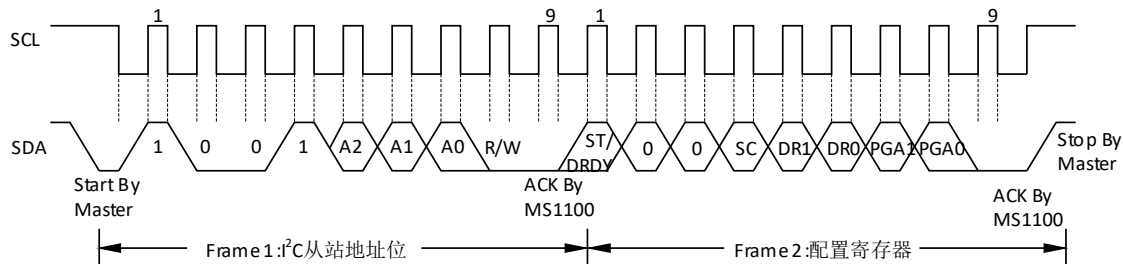 1 9 1 9
SCL
SDA 1 0 0 1 A2 A1 A0 R/W ST/ DRDY 0 0 SC DR1 DR0 PGA1 PGA0
Start By
Master
ACK By
MS1100
ACK By
MS1100
Stop By
Master
Frame 1:I²C从站地址位 Frame 2:配置寄存器